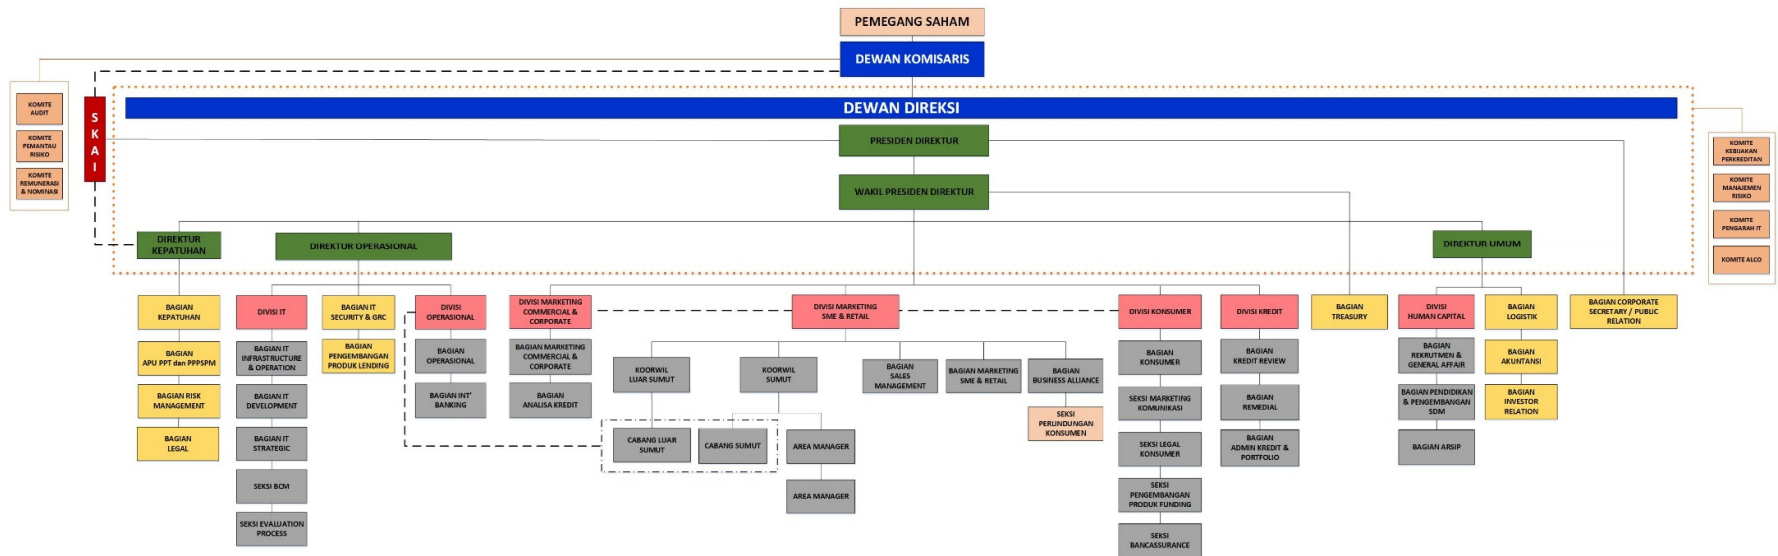 PEMEGANG SAHAM
DEWAN KOMISARIS
DEWAN DIREKSI
KOMITE
AUDIT
KOMITE
PEMANTAU
RISIKO
KOMITE
REMUNERASI
& NOMINASI
S
K
A
I
PRESIDEN DIREKTUR
WAKIL PRESIDEN DIREKTUR
KOMITE
KEBIJAKAN
PERKREDITAN
KOMITE
MANAJEMEN
RISIKO
KOMITE
PENGARAH IT
KOMITE ALCO
DIREKTUR
KEPATUHAN
DIREKTUR OPERASIONAL
DIREKTUR UMUM
BAGIAN
KEPATUHAN
BAGIAN
APU PPT dan PPPSPM
BAGIAN RISK
MANAGEMENT
BAGIAN
LEGAL
DIVISI IT
BAGIAN IT
INFRASTRUCTURE
& OPERATION
BAGIAN IT
DEVELOPMENT
BAGIAN IT
STRATEGIC
SEKSI BCM
SEKSI EVALUATION
PROCESS
BAGIAN IT
SECURITY & GRC
BAGIAN
PENGEMBANGAN
PRODUK LENDING
DIVISI
OPERASIONAL
BAGIAN
OPERASIONAL
BAGIAN INT'
BANKING
DIVISI MARKETING
COMMERCIAL &
CORPORATE
BAGIAN MARKETING
COMMERCIAL &
CORPORATE
BAGIAN
ANALISA KREDIT
DIVISI MARKETING
SME & RETAIL
KOORWIL
LUAR SUMUT
KOORWIL
SUMUT
BAGIAN
SALES
MANAGEMENT
BAGIAN MARKETING
SME & RETAIL
BAGIAN
BUSINESS ALLIANCE
SEKSI
PERLINDUNGAN
KONSUMEN
CABANG LUAR
SUMUT
CABANG SUMUT
AREA MANAGER
AREA MANAGER
DIVISI KONSUMER
BAGIAN
KONSUMER
SEKSI MARKETING
KOMUNIKASI
SEKSI LEGAL
KONSUMER
SEKSI
PENGEMBANGAN
PRODUK FUNDING
SEKSI
BANCASSURANCE
DIVISI KREDIT
BAGIAN
KREDIT REVIEW
BAGIAN
REMEDIAL
BAGIAN
ADMIN KREDIT &
PORTFOLIO
BAGIAN
TREASURY
DIVISI
HUMAN CAPITAL
BAGIAN
REKRUTMEN &
GENERAL AFFAIR
BAGIAN PENDIDIKAN
& PENGEMBANGAN
SDM
BAGIAN ARSIP
BAGIAN
LOGISTIK
BAGIAN
AKUNTANSI
BAGIAN
INVESTOR
RELATION
BAGIAN CORPORATE
SECRETARY / PUBLIC
RELATION